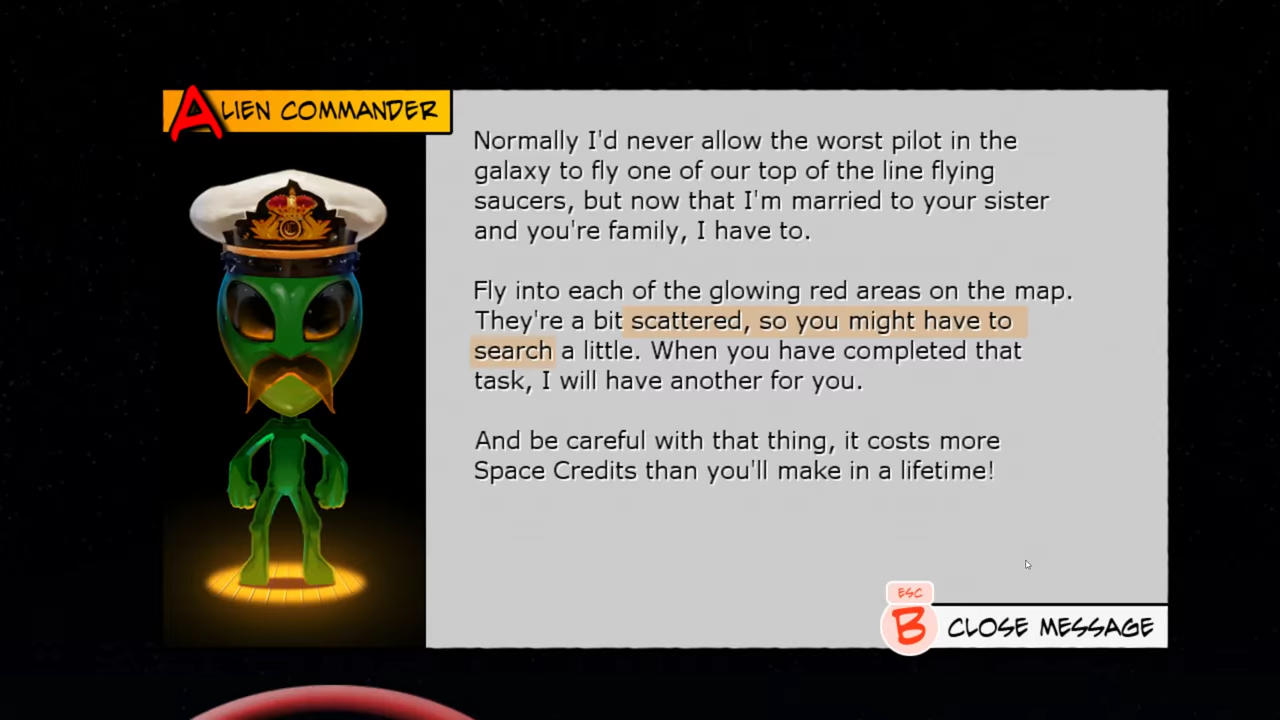 ALIEN COMMANDER
Normally I'd never allow the worst pilot in the
galaxy to fly one of our top of the line flying
saucers, but now that I'm married to your sister
and you're family, I have to.
Fly into each of the glowing red areas on the map.
They're a bit scattered, so you might have to
search a little. When you have completed that
task, I will have another for you.
And be careful with that thing, it costs more
Space Credits than you'll make in a lifetime!
ESC
B CLOSE MESSAGE